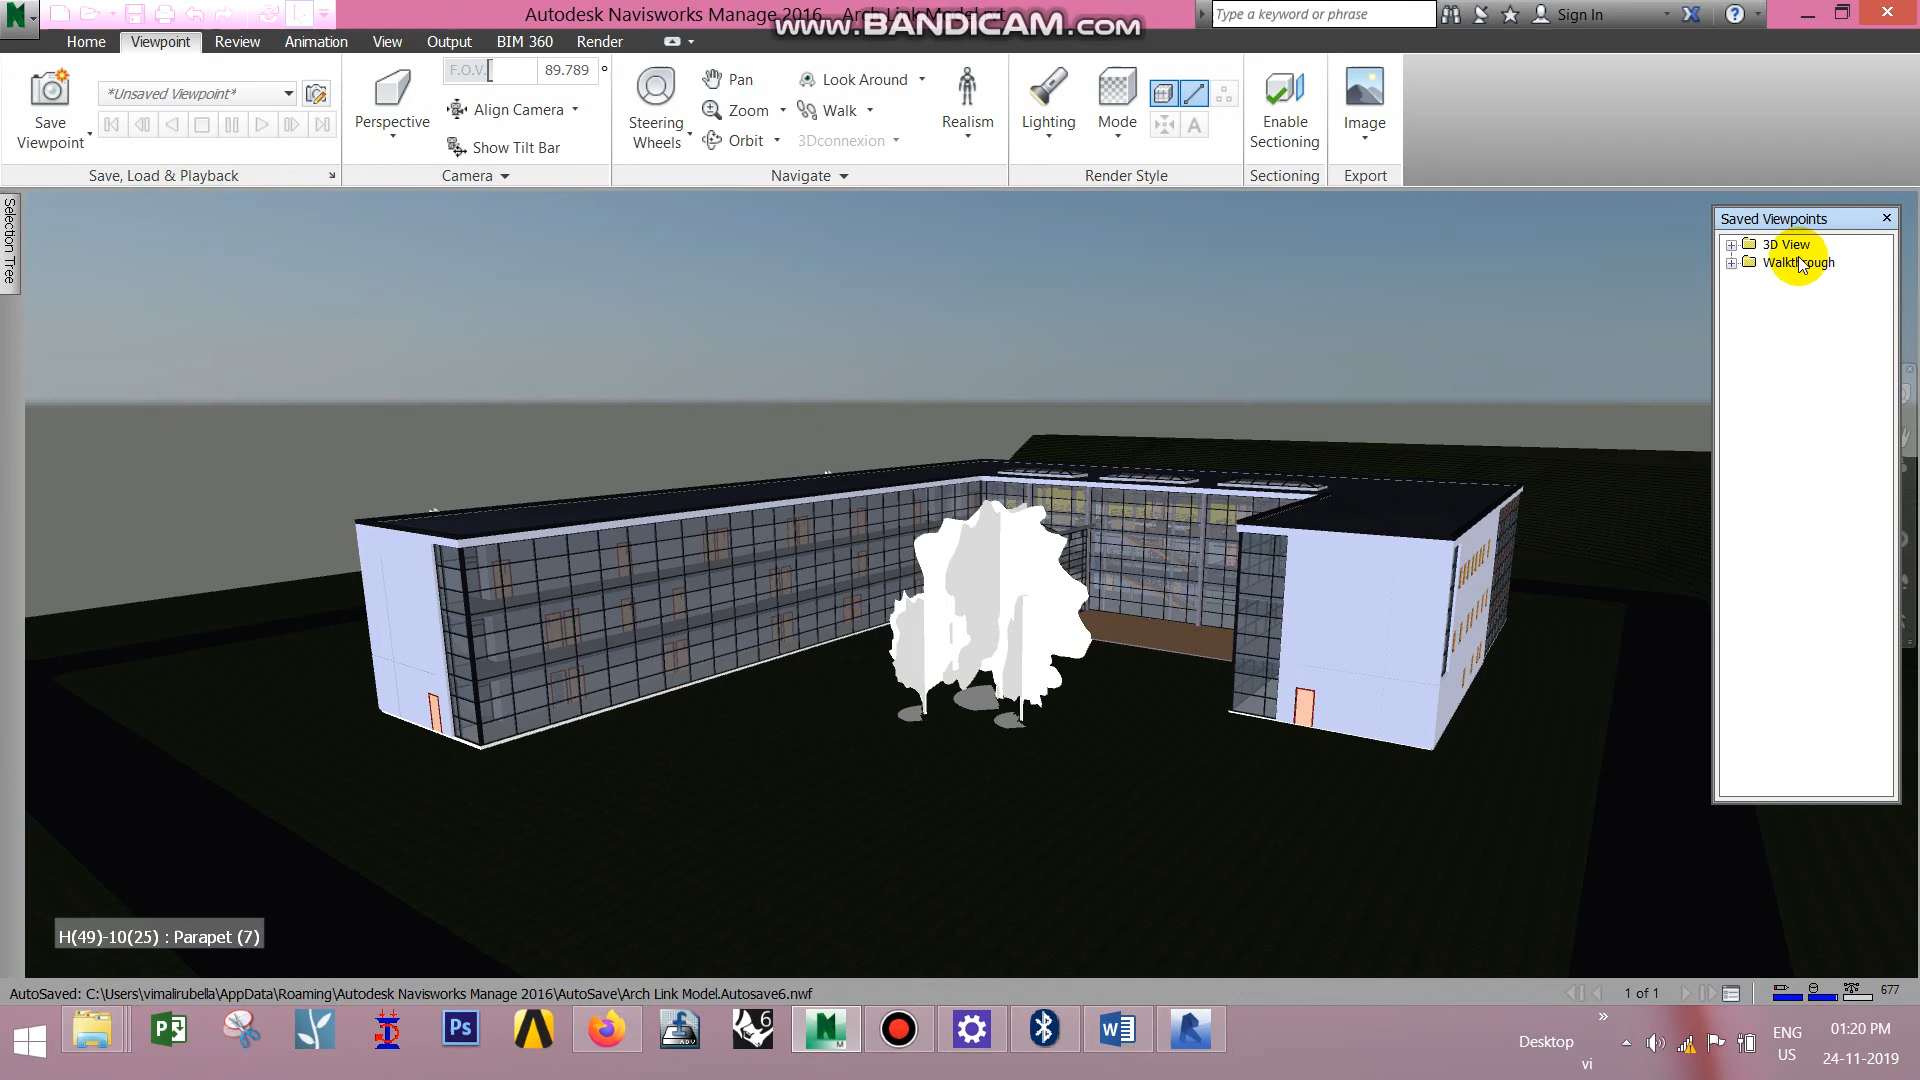 Autodesk Navisworks Manage 2016
www.BANDICAM.com
Type a keyword or phrase
Sign In
Home
Viewpoint
Review
Animation
View
Output
BIM 360
Render
Save Viewpoint
*Unsaved Viewpoint*
Save, Load & Playback
Perspective
F.O.V.
89.789 °
Align Camera
Show Tilt Bar
Camera
Steering Wheels
Pan
Zoom
Orbit
Look Around
Walk
3Dconnexion
Realism
Navigate
Lighting
Mode
A
Render Style
Enable Sectioning
Sectioning
Image
Export
Selection Tree
Saved Viewpoints
3D View
Walkthrough
H(49)-10(25) : Parapet (7)
AutoSaved: C:\Users\vimalirubella\AppData\Roaming\Autodesk Navisworks Manage 2016\AutoSave\Arch Link Model.Autosave6.nwf
1 of 1
677
Ps
6
Desktop
vi
ENG
US
01:20 PM
24-11-2019